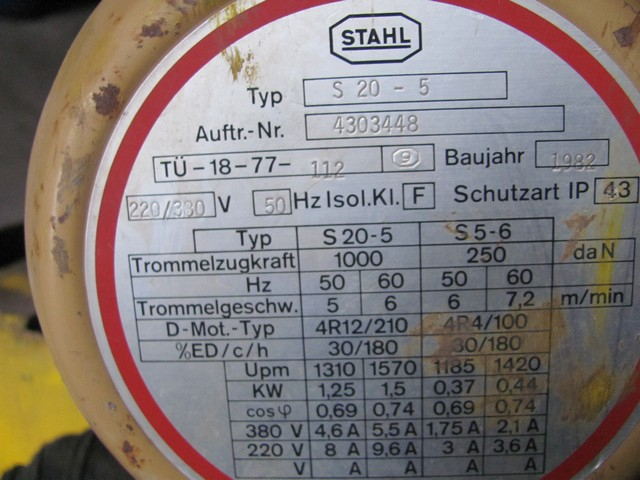 STAHL
Typ S 20 - 5
Auftr.-Nr. 4303448
TÜ-18-77- 112 9 Baujahr 1982
220/380 V 50 Hz Isol.Kl. F Schutzart IP 43
Typ S 20-5 S 5-6
Trommelzugkraft 1000 250 da N
Hz 50 60 50 60
Trommelgeschw. 5 6 6 7,2 m/min
D-Mot.-Typ 4R12/210 4R4/100
%ED/c/h 30/180 30/180
Upm 1310 1570 1185 1420
KW 1,25 1,5 0,37 0,44
cosφ 0,69 0,74 0,69 0,74
380 V 4,6 A 5,5 A 1,75 A 2,1 A
220 V 8 A 9,6 A 3 A 3,6 A
V A A A A